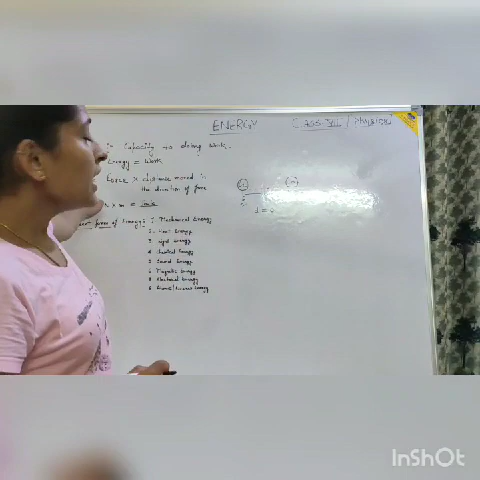 ENERGY CLASS-VII / Physics
Capacity to doing work.
Energy = Work
Force × distance moved in
the direction of force
× m =
form of Energy:- 1 Mechanical Energy
2 Heat Energy
3 Light Energy
4 Chemical Energy
5 Sound Energy
6 Magnetic Energy
7 Electrical Energy
8 Atomic/Nuclear Energy
InShOt